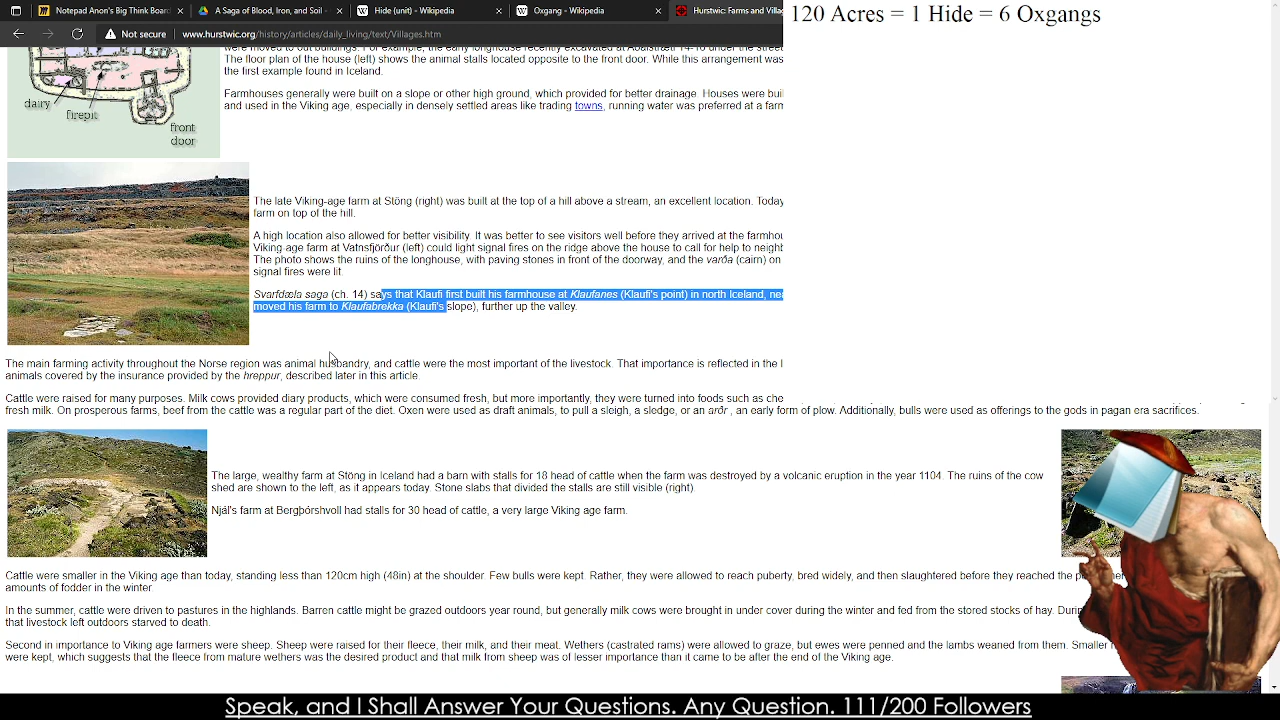 Notepad Anon's Big Think Board
A Saga of Blood, Iron, and Soil -
Hide (unit) - Wikipedia
Oxgang - Wikipedia
Hurstwic: Farms and Villag
Not secure
www.hurstwic.org/history/articles/daily_living/text/Villages.htm
120 Acres = 1 Hide = 6 Oxgangs
The floor plan of the house (left) shows the animal stalls located opposite to the front door. While this arrangement was
the first example found in Iceland.
Farmhouses generally were built on a slope or other high ground, which provided for better drainage. Houses were buil
and used in the Viking age, especially in densely settled areas like trading towns, running water was preferred at a farm
dairy
firepit
front
door
The late Viking-age farm at Stöng (right) was built at the top of a hill above a stream, an excellent location. Today
farm on top of the hill.
A high location also allowed for better visibility. It was better to see visitors well before they arrived at the farmhou
Viking-age farm at Vatnsfjörður (left) could light signal fires on the ridge above the house to call for help to neighb
The photo shows the ruins of the longhouse, with paving stones in front of the doorway, and the varða (cairn) on
signal fires were lit.
Svarfdæla saga (ch. 14) says that Klaufi first built his farmhouse at Klaufanes (Klaufi's point) in north Iceland, nea
moved his farm to Klaufabrekka (Klaufi's slope), further up the valley.
The main farming activity throughout the Norse region was animal husbandry, and cattle were the most important of the livestock. That importance is reflected in the l
animals covered by the insurance provided by the hreppur, described later in this article.
Cattle were raised for many purposes. Milk cows provided diary products, which were consumed fresh, but more importantly, they were turned into foods such as che
fresh milk. On prosperous farms, beef from the cattle was a regular part of the diet. Oxen were used as draft animals, to pull a sleigh, a sledge, or an arðr , an early form of plow. Additionally, bulls were used as offerings to the gods in pagan era sacrifices.
The large, wealthy farm at Stöng in Iceland had a barn with stalls for 18 head of cattle when the farm was destroyed by a volcanic eruption in the year 1104. The ruins of the cow
shed are shown to the left, as it appears today. Stone slabs that divided the stalls are still visible (right).
Njál's farm at Bergþórshvoll had stalls for 30 head of cattle, a very large Viking age farm.
Cattle were smaller in the Viking age than today, standing less than 120cm high (48in) at the shoulder. Few bulls were kept. Rather, they were allowed to reach puberty, bred widely, and then slaughtered before they reached the
amounts of fodder in the winter.
In the summer, cattle were driven to pastures in the highlands. Barren cattle might be grazed outdoors year round, but generally milk cows were brought in under cover during the winter and fed from the stored stocks of hay.
that livestock left outdoors starved to death.
Second in importance to Viking age farmers were sheep. Sheep were raised for their fleece, their milk, and their meat. Wethers (castrated rams) were allowed to graze, but ewes were penned and the lambs weaned from them. Smaller
were kept, which suggests that the fleece from mature wethers was the desired product and that milk from sheep was of lesser importance than it came to be after the end of the Viking age.
Speak, and I Shall Answer Your Questions. Any Question. 111/200 Followers